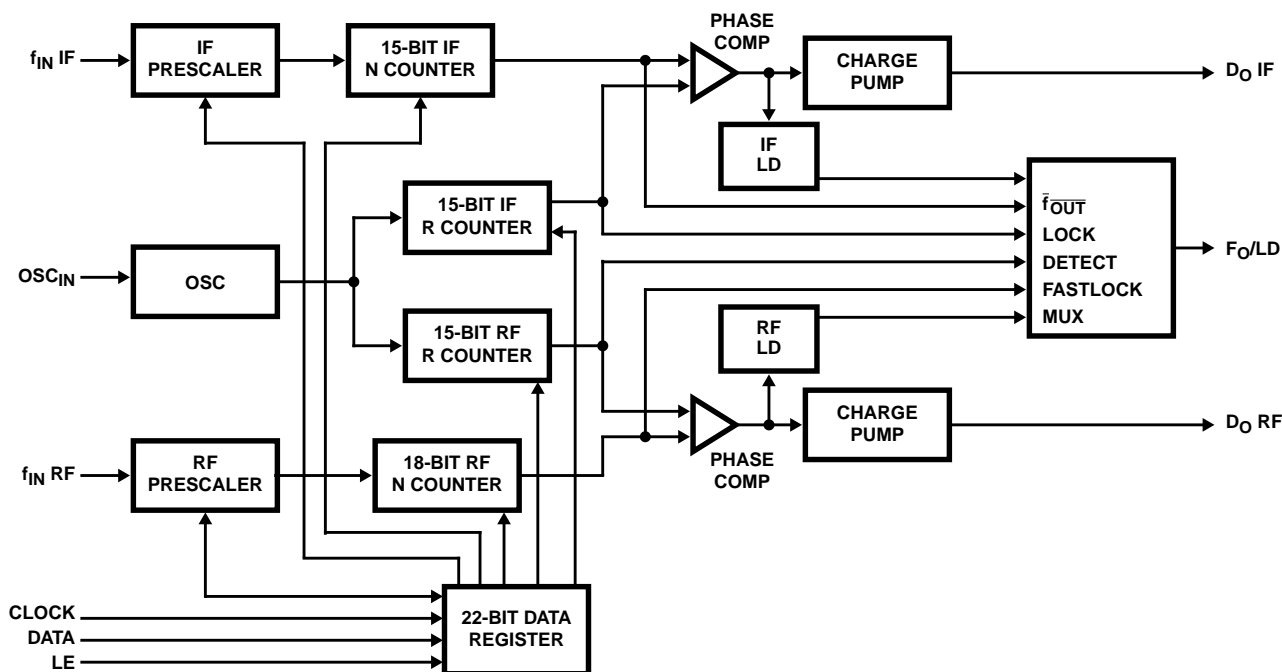 f_IN IF
IF
PRESCALER
15-BIT IF
N COUNTER
PHASE
COMP
CHARGE
PUMP
D_O IF
IF
LD
15-BIT IF
R COUNTER
OSC_IN
OSC
f̄_OUT
LOCK
DETECT
FASTLOCK
MUX
F_O/LD
15-BIT RF
R COUNTER
RF
LD
f_IN RF
RF
PRESCALER
18-BIT RF
N COUNTER
PHASE
COMP
CHARGE
PUMP
D_O RF
CLOCK
DATA
LE
22-BIT DATA
REGISTER